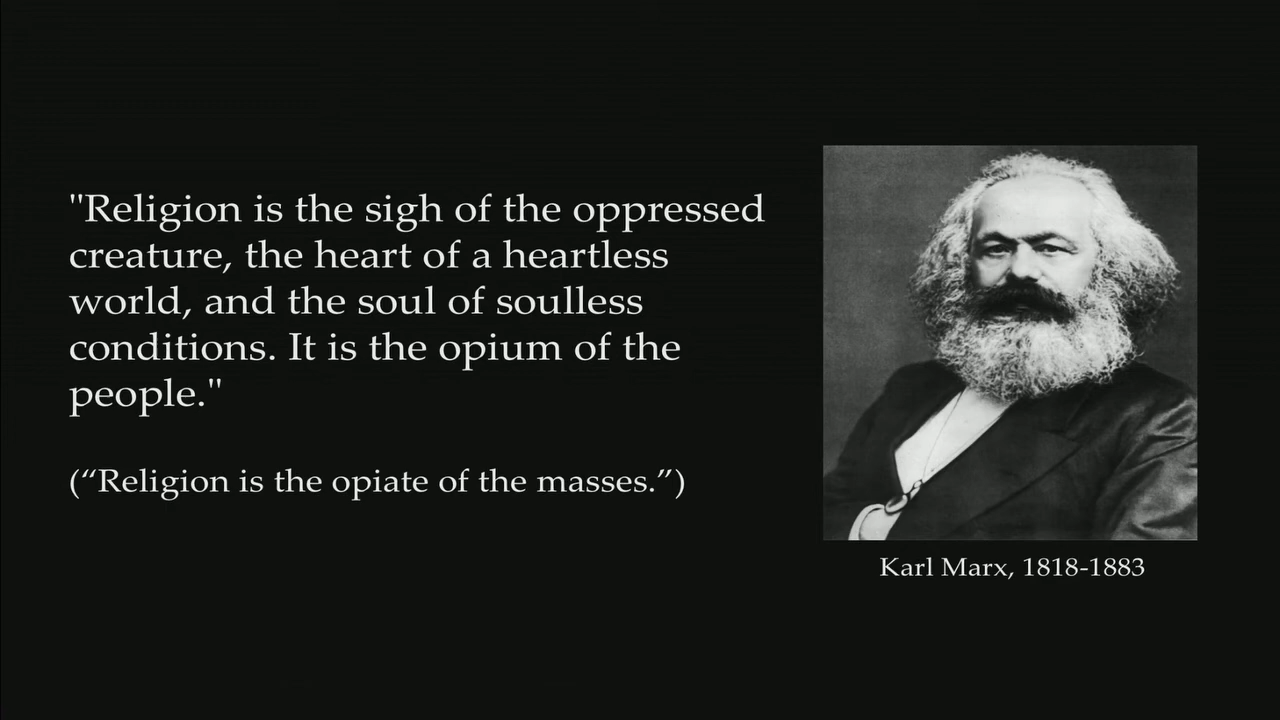 "Religion is the sigh of the oppressed
creature, the heart of a heartless
world, and the soul of soulless
conditions. It is the opium of the
people."
(“Religion is the opiate of the masses.”)
Karl Marx, 1818-1883